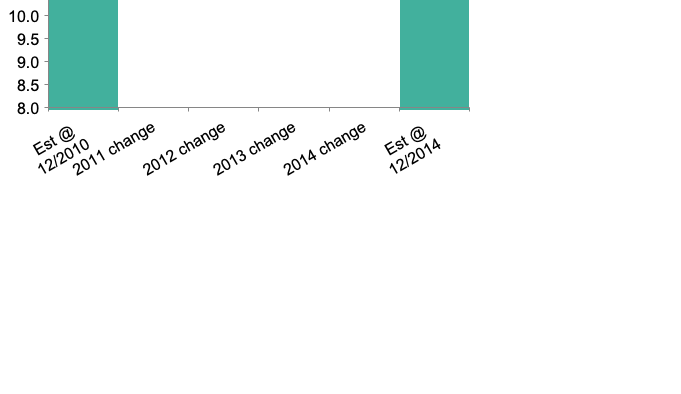 10.0
9.5
9.0
8.5
8.0
Est @
12/2010
2011 change
2012 change
2013 change
2014 change
Est @
12/2014